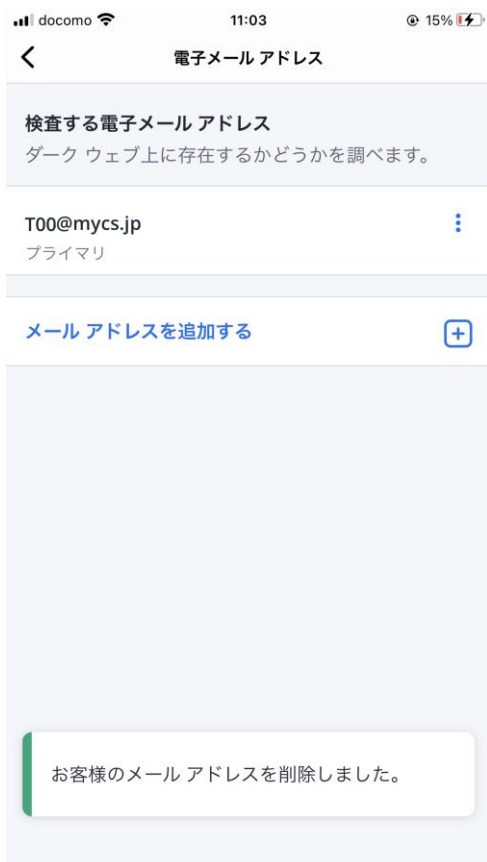 docomo 11:03 15%
電子メール アドレス
検査する電子メール アドレス
ダーク ウェブ上に存在するかどうかを調べます。
T00@mycs.jp
プライマリ
メール アドレスを追加する
お客様のメール アドレスを削除しました。